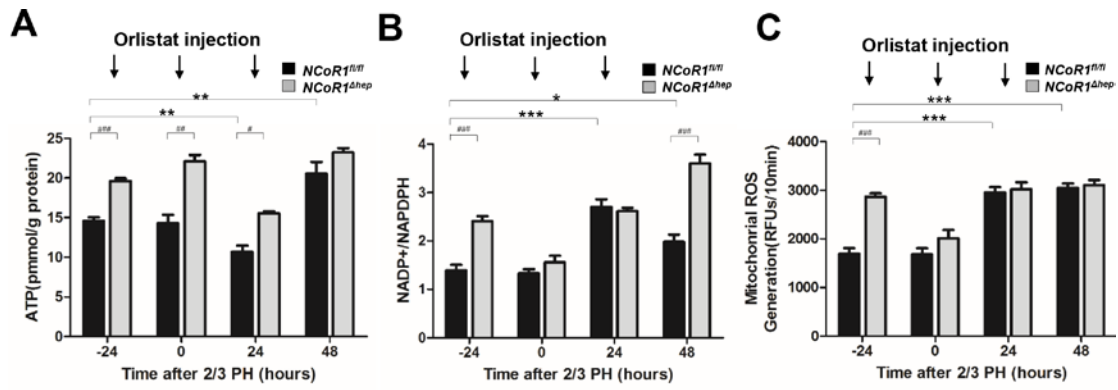 A
Orlistat injection
NCoR1fl/fl
NCoR1Δhep
**
**
###
##
#
ATP(pmmol/g protein)
25
20
15
10
5
0
-24 0 24 48
Time after 2/3 PH (hours)
B
Orlistat injection
NCoR1fl/fl
NCoR1Δhep
*
***
###
###
NADP+/NAPDPH
4
3
2
1
0
-24 0 24 48
Time after 2/3 PH (hours)
C
Orlistat injection
NCoR1fl/fl
NCoR1Δhep
***
***
###
Mitochonrial ROS
Generation(RFUs/10min)
4000
3000
2000
1000
0
-24 0 24 48
Time after 2/3 PH (hours)